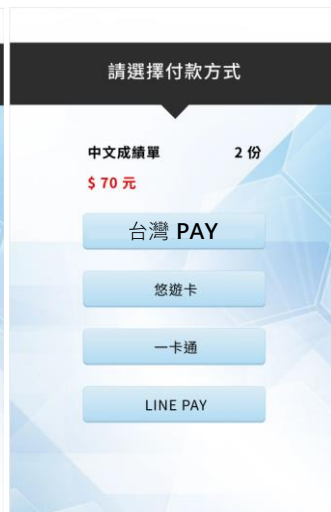 請選擇付款方式
中文成績單 2 份
$ 70 元
台灣 PAY
悠遊卡
一卡通
LINE PAY